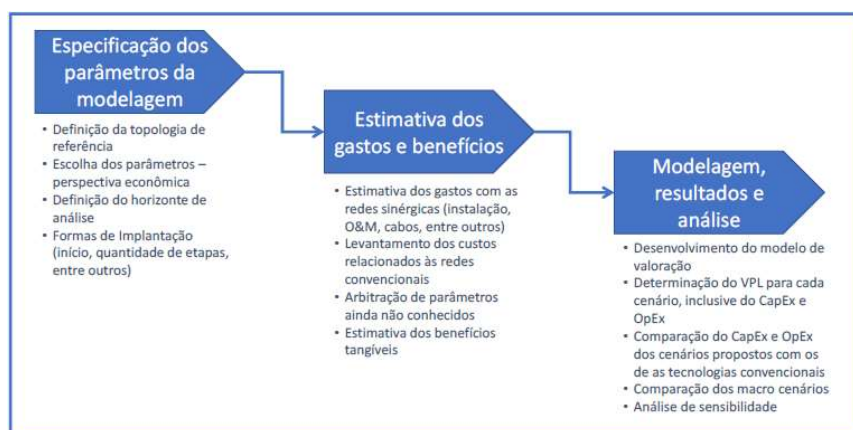 Especificação dos
parâmetros da
modelagem
• Definição da topologia de
referência
• Escolha dos parâmetros –
perspectiva econômica
• Definição do horizonte de
análise
• Formas de Implantação
(início, quantidade de etapas,
entre outros)
Estimativa dos
gastos e benefícios
• Estimativa dos gastos com as
redes sinérgicas (instalação,
O&M, cabos, entre outros)
• Levantamento dos custos
relacionados às redes
convencionais
• Arbitração de parâmetros
ainda não conhecidos
• Estimativa dos benefícios
tangíveis
Modelagem,
resultados e
análise
• Desenvolvimento do modelo de
valoração
• Determinação do VPL para cada
cenário, inclusive do CapEx e
OpEx
• Comparação do CapEx e OpEx
dos cenários propostos com os
de as tecnologias convencionais
• Comparação dos macro cenários
• Análise de sensibilidade